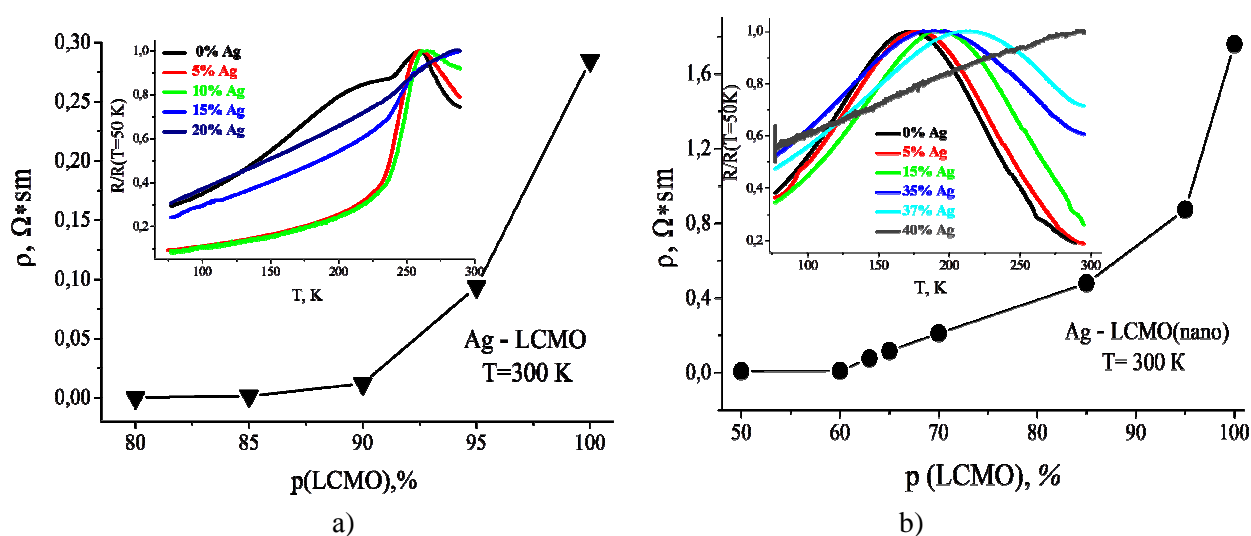 0,30
0,25
0,20
0,15
0,10
0,05
0,00
ρ, Ω*sm
80 85 90 95 100
p(LCMO),%
Ag - LCMO
T=300 K
1,0
0,8
0,6
0,4
0,2
R/R(T=50 K)
100 150 200 250 300
T, K
0% Ag
5% Ag
10% Ag
15% Ag
20% Ag
a)
1,6
1,2
0,8
0,4
0,0
ρ, Ω*sm
50 60 70 80 90 100
p (LCMO), %
Ag - LCMO(nano)
T= 300 K
1,0
0,8
0,6
0,4
0,2
R/R(T=50K)
100 150 200 250 300
T, K
0% Ag
5% Ag
15% Ag
35% Ag
37% Ag
40% Ag
b)